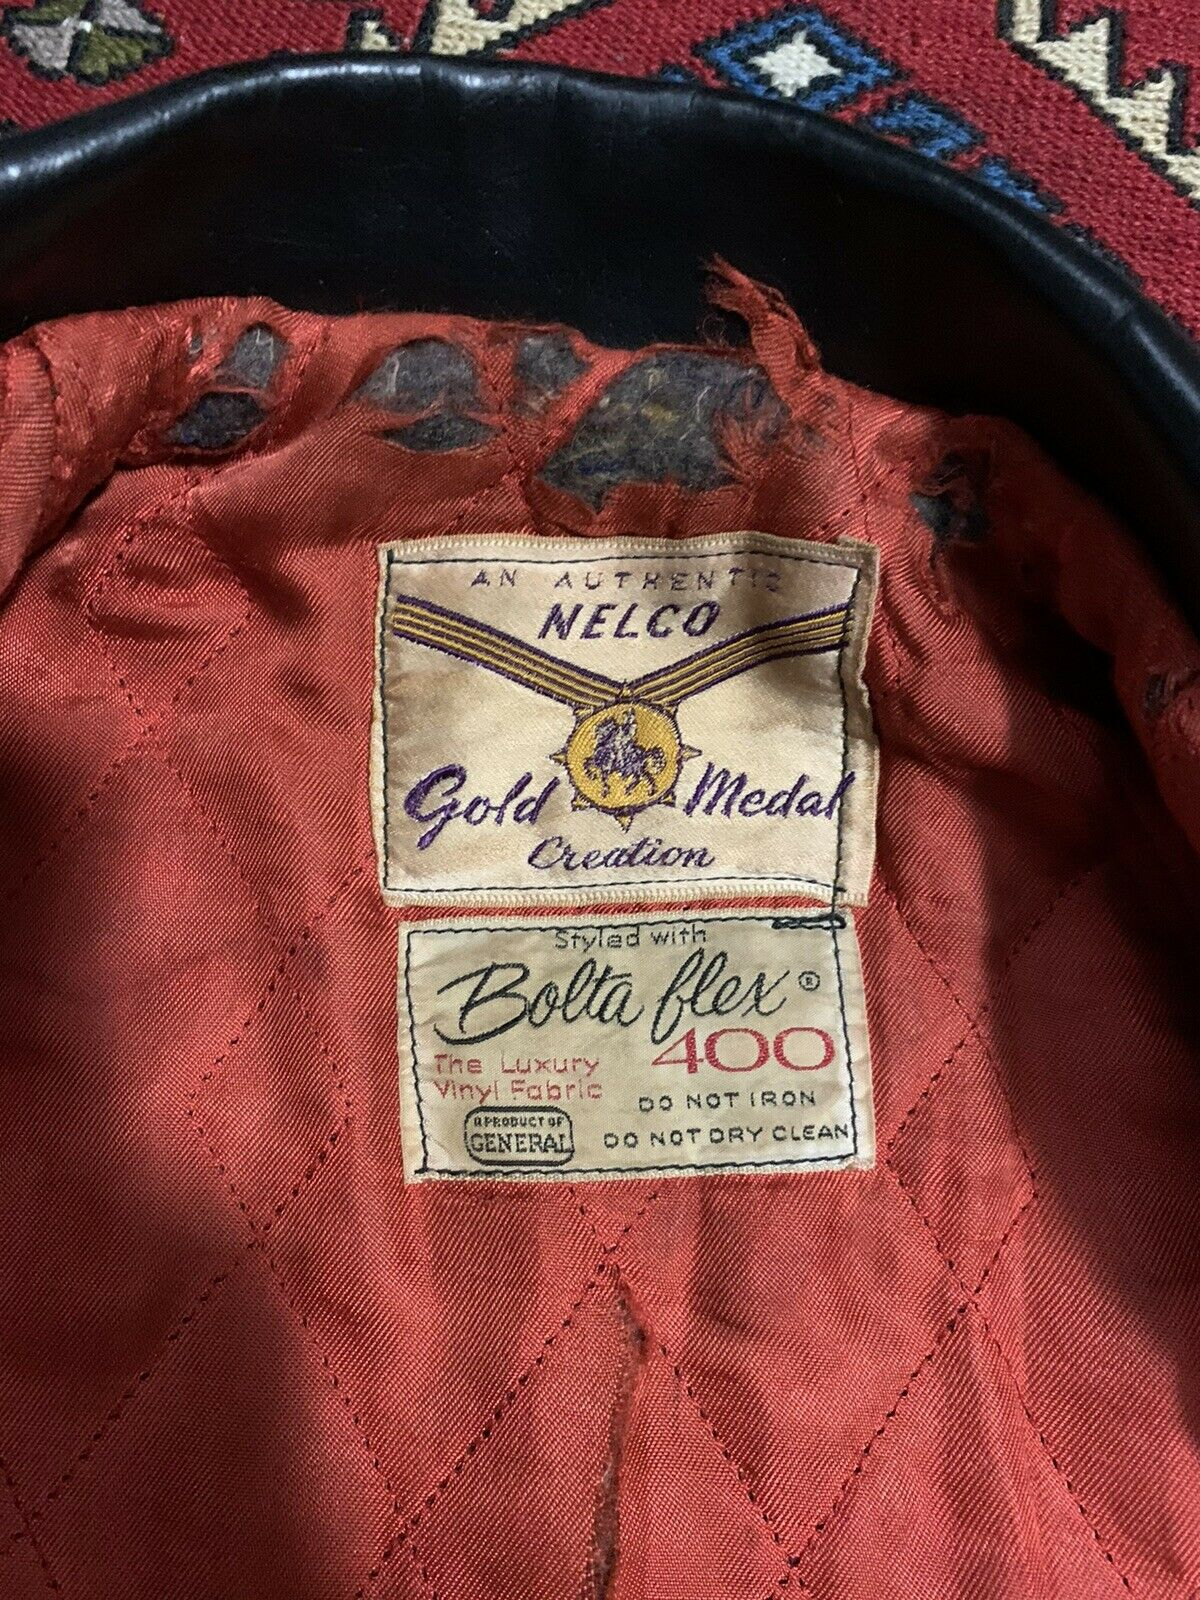 AN AUTHENTIC
NELCO
Gold Medal
Creation
Styled with
Bolta flex®
400
The Luxury
Vinyl Fabric
DO NOT IRON
A PRODUCT OF
GENERAL
DO NOT DRY CLEAN